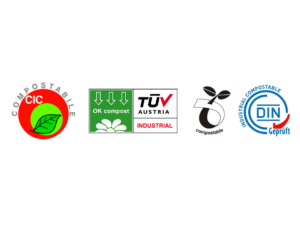 COMPOSTABILE
CIC
OK compost
TÜV
AUSTRIA
INDUSTRIAL
compostable
INDUSTRIAL COMPOSTABLE
DIN
Geprüft